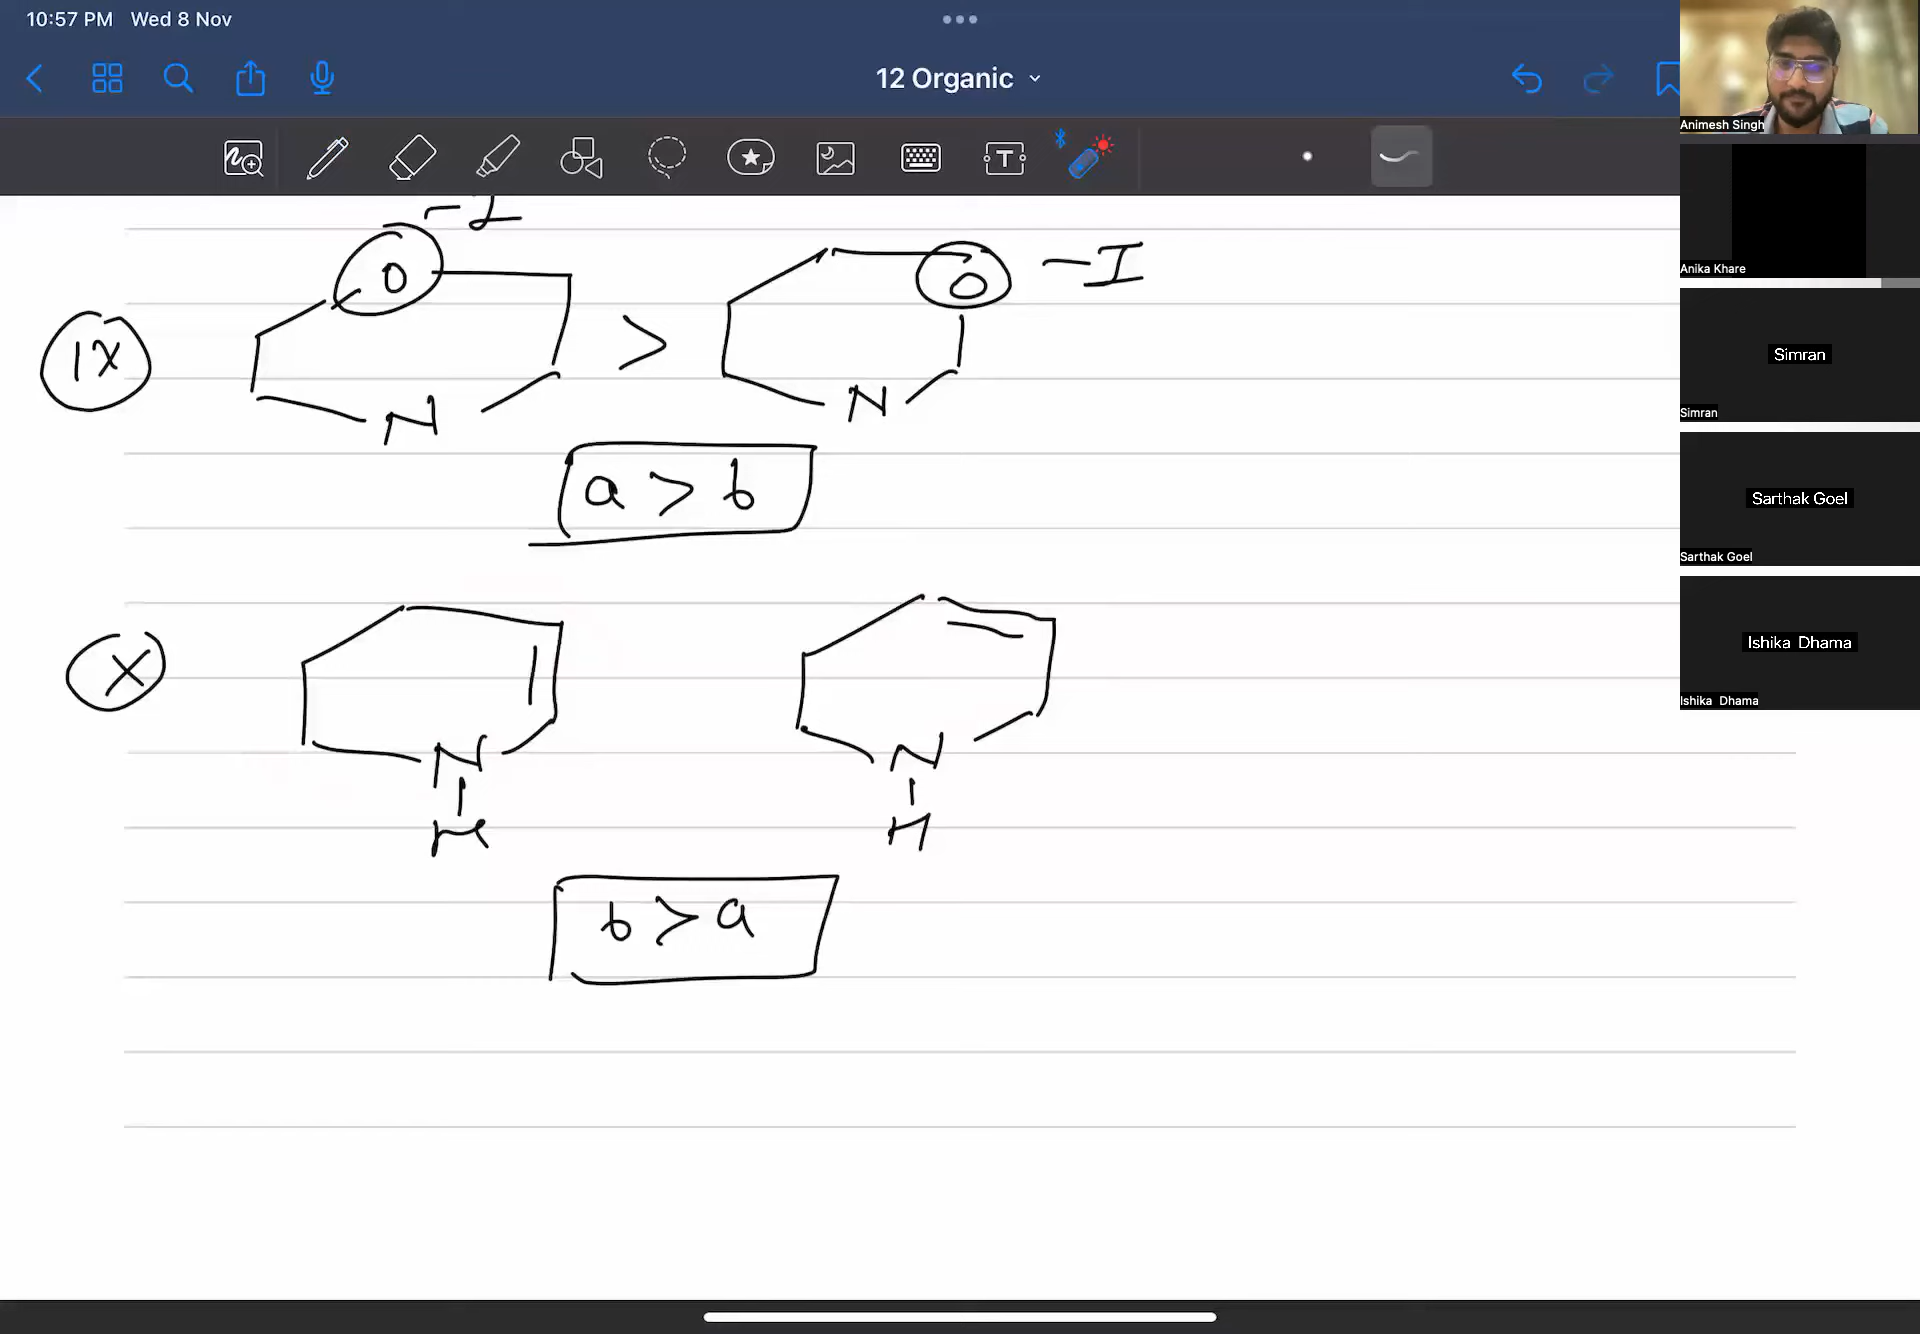 10:57 PM Wed 8 Nov
12 Organic
T
Animesh Singh
Anika Khare
Simran
Simran
Sarthak Goel
Sarthak Goel
Ishika Dhama
Ishika Dhama
-I
O
O -I
IX
>
N
N
a > b
X
N
H
N
H
b > a